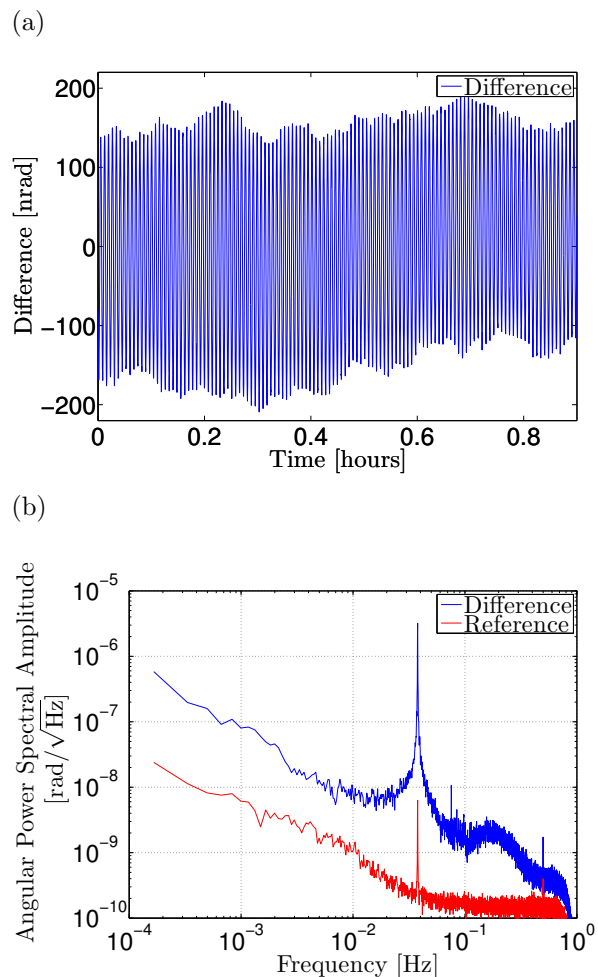 (a)
Difference
200
100
0
−100
−200
Difference [nrad]
0 0.2 0.4 0.6 0.8
Time [hours]
(b)
Difference
Reference
10⁻⁵
10⁻⁶
10⁻⁷
10⁻⁸
10⁻⁹
10⁻¹⁰
Angular Power Spectral Amplitude
[rad/√Hz]
10⁻⁴ 10⁻³ 10⁻² 10⁻¹ 10⁰
Frequency [Hz]